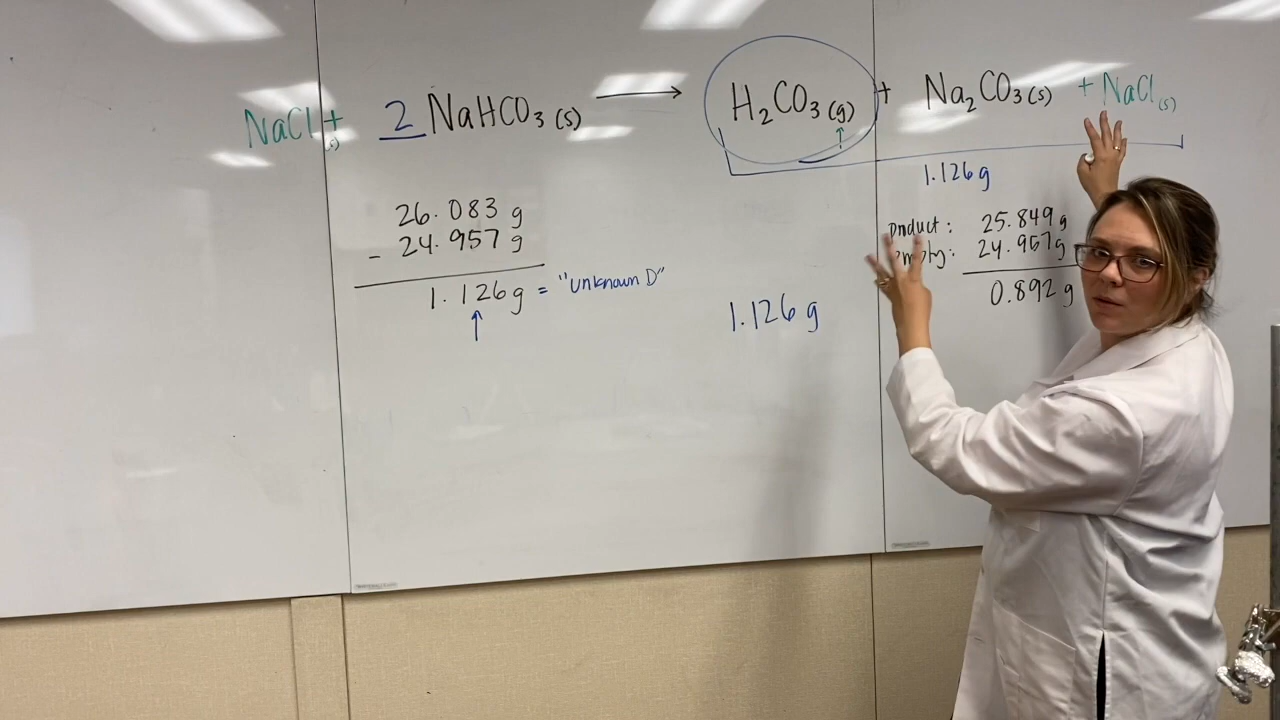 NaCl(s) + 2 NaHCO3 (s) → H2CO3 (g) ↑ + Na2CO3 (s) + NaCl(s)
26.083 g
- 24.957 g
1.126 g = "unknown D"
↑
1.126 g
1.126 g
product: 25.849 g
empty: 24.957 g
0.892 g